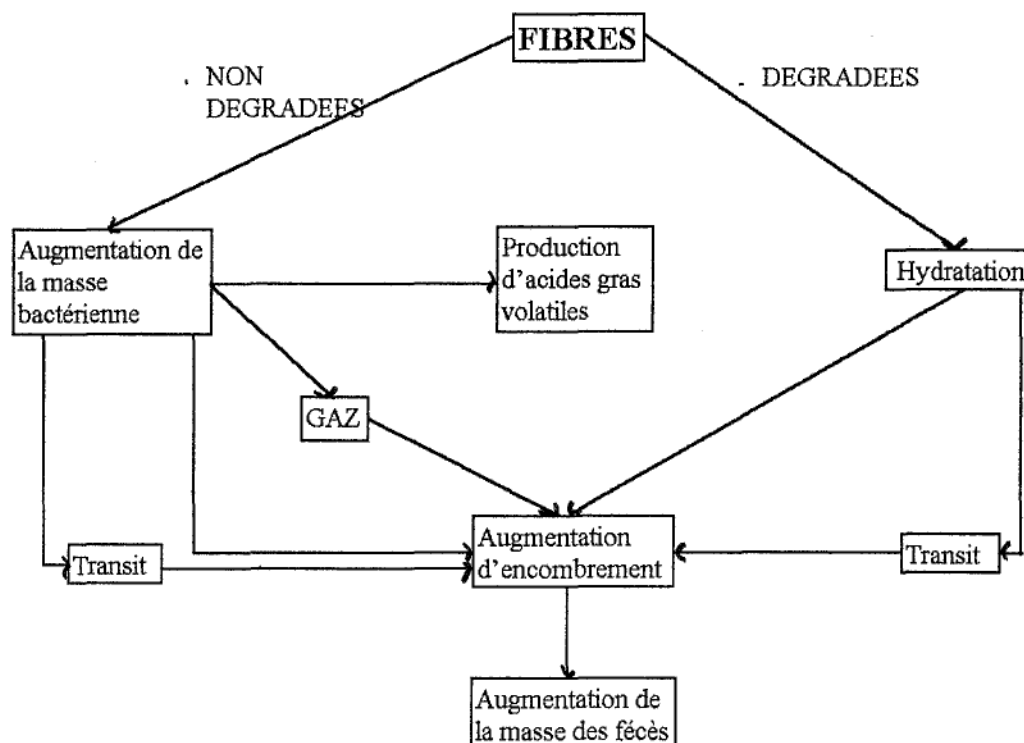 FIBRES
. NON
DEGRADEES
- DEGRADEES
Augmentation de
la masse
bactérienne
Production
d'acides gras
volatiles
Hydratation
GAZ
Augmentation
d'encombrement
Transit
Transit
Augmentation de
la masse des fécès